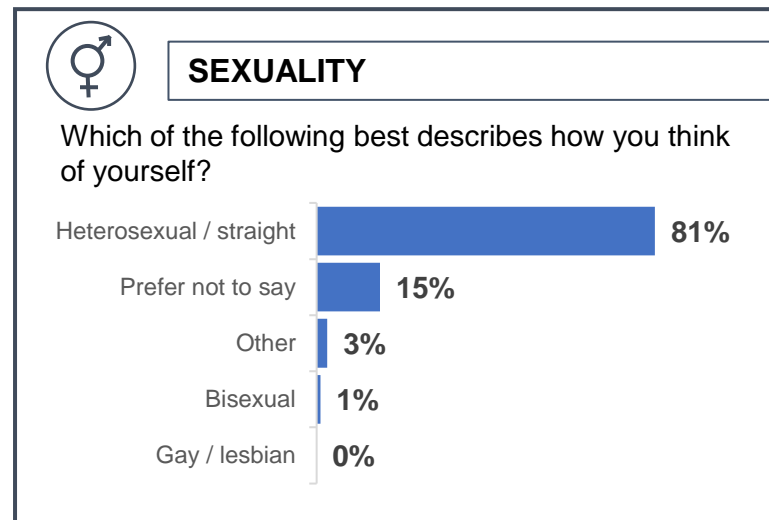 SEXUALITY
Which of the following best describes how you think
of yourself?
Heterosexual / straight 81%
Prefer not to say 15%
Other 3%
Bisexual 1%
Gay / lesbian 0%